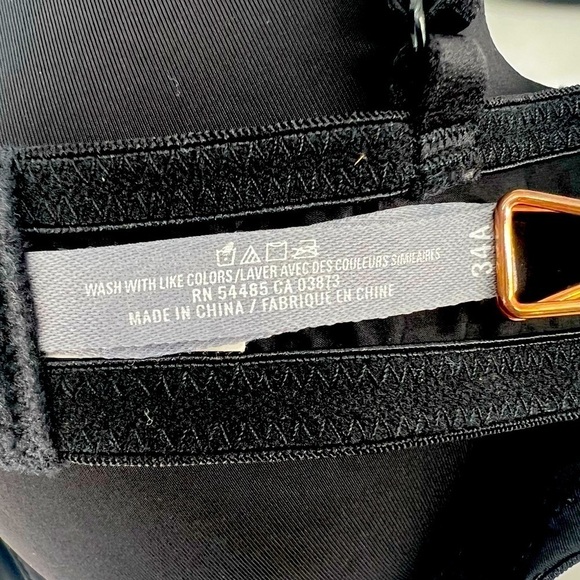 WASH WITH LIKE COLORS/LAVER AVEC DES COULEURS SIMILAIRES
RN 54485 CA 03873
MADE IN CHINA / FABRIQUE EN CHINE
34A